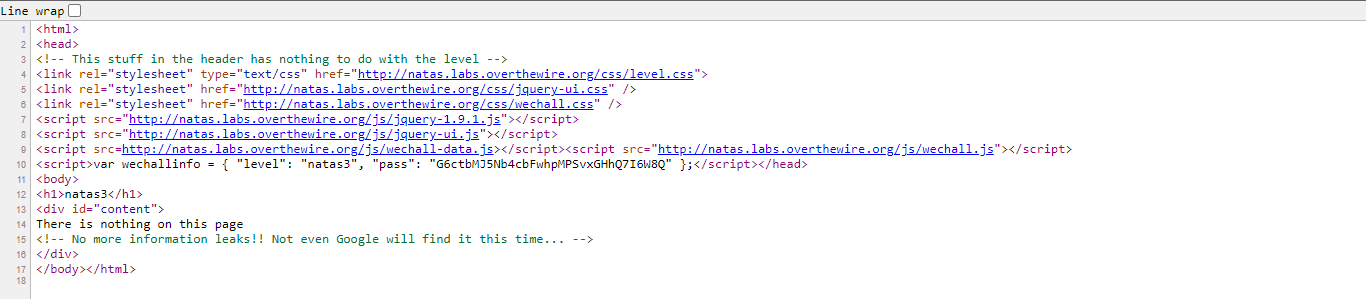 Line wrap
1 <html>
2 <head>
3 <!-- This stuff in the header has nothing to do with the level -->
4 <link rel="stylesheet" type="text/css" href="http://natas.labs.overthewire.org/css/level.css">
5 <link rel="stylesheet" href="http://natas.labs.overthewire.org/css/jquery-ui.css" />
6 <link rel="stylesheet" href="http://natas.labs.overthewire.org/css/wechall.css" />
7 <script src="http://natas.labs.overthewire.org/js/jquery-1.9.1.js"></script>
8 <script src="http://natas.labs.overthewire.org/js/jquery-ui.js"></script>
9 <script src=http://natas.labs.overthewire.org/js/wechall-data.js></script><script src="http://natas.labs.overthewire.org/js/wechall.js"></script>
10 <script>var wechallinfo = { "level": "natas3", "pass": "G6ctbMJ5Nb4cbFwhpMPSvxGHhQ7I6W8Q" };</script></head>
11 <body>
12 <h1>natas3</h1>
13 <div id="content">
14 There is nothing on this page
15 <!-- No more information leaks!! Not even Google will find it this time... -->
16 </div>
17 </body></html>
18